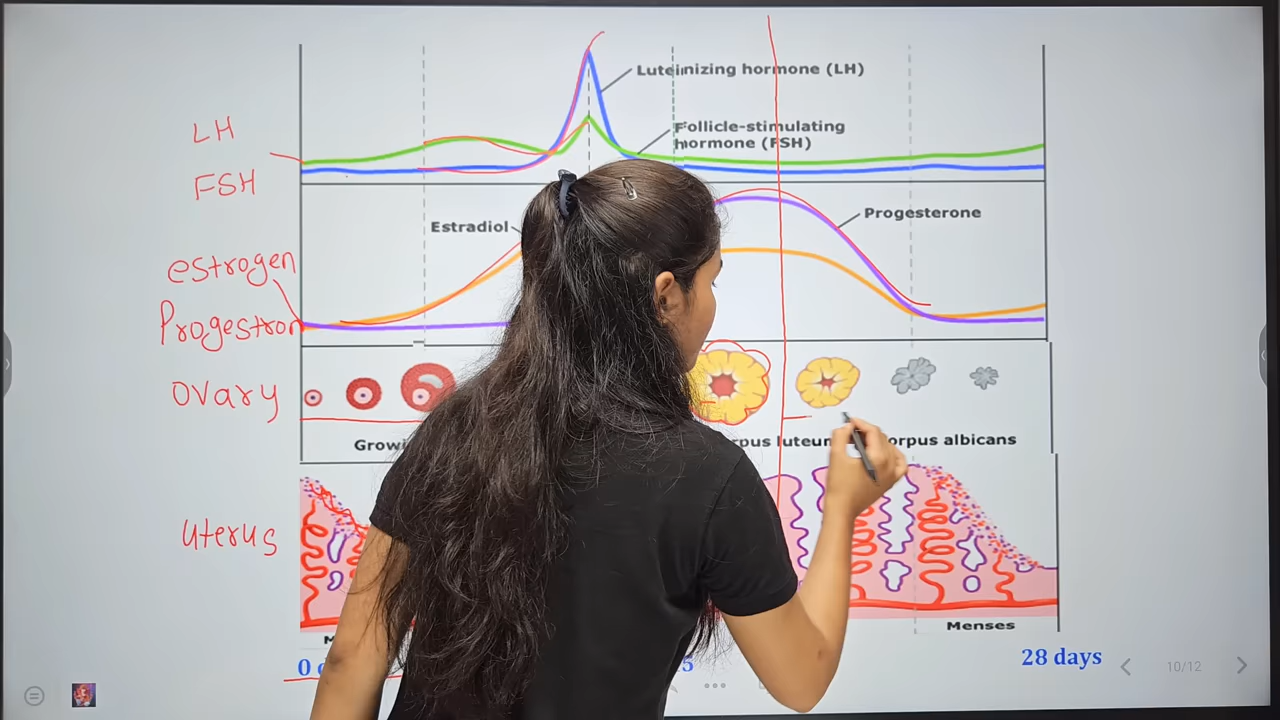 Luteinizing hormone (LH)
LH
Follicle-stimulating
hormone (FSH)
FSH
Estradiol
Progesterone
estrogen
Progestron
Ovary
luteum
albicans
uterus
Menses
28 days
10/12